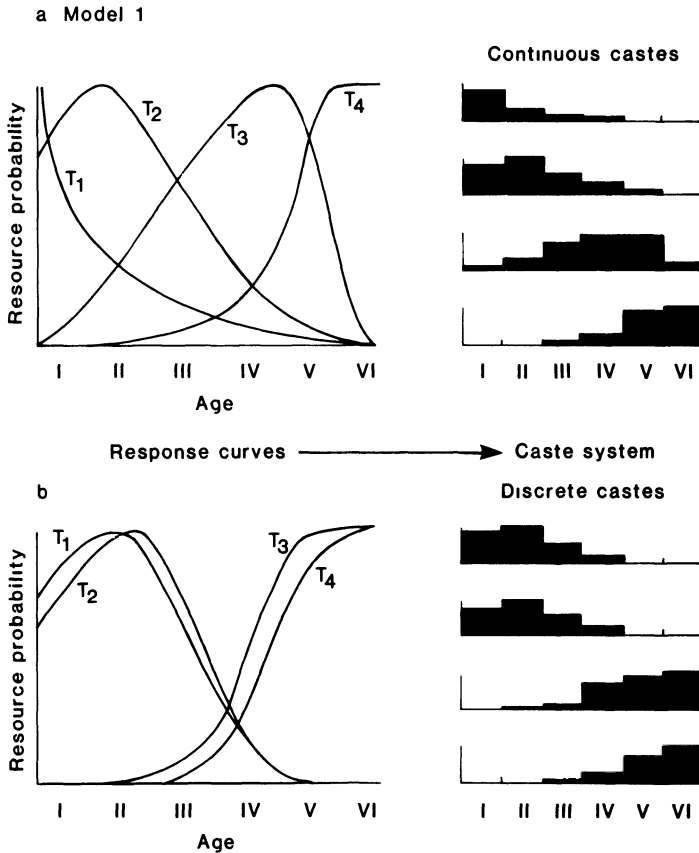 a Model 1
Continuous castes
Resource probability
T1
T2
T3
T4
I II III IV V VI
Age
I II III IV V VI
Response curves
Caste system
b
Discrete castes
Resource probability
T1
T2
T3
T4
I II III IV V VI
Age
I II III IV V VI